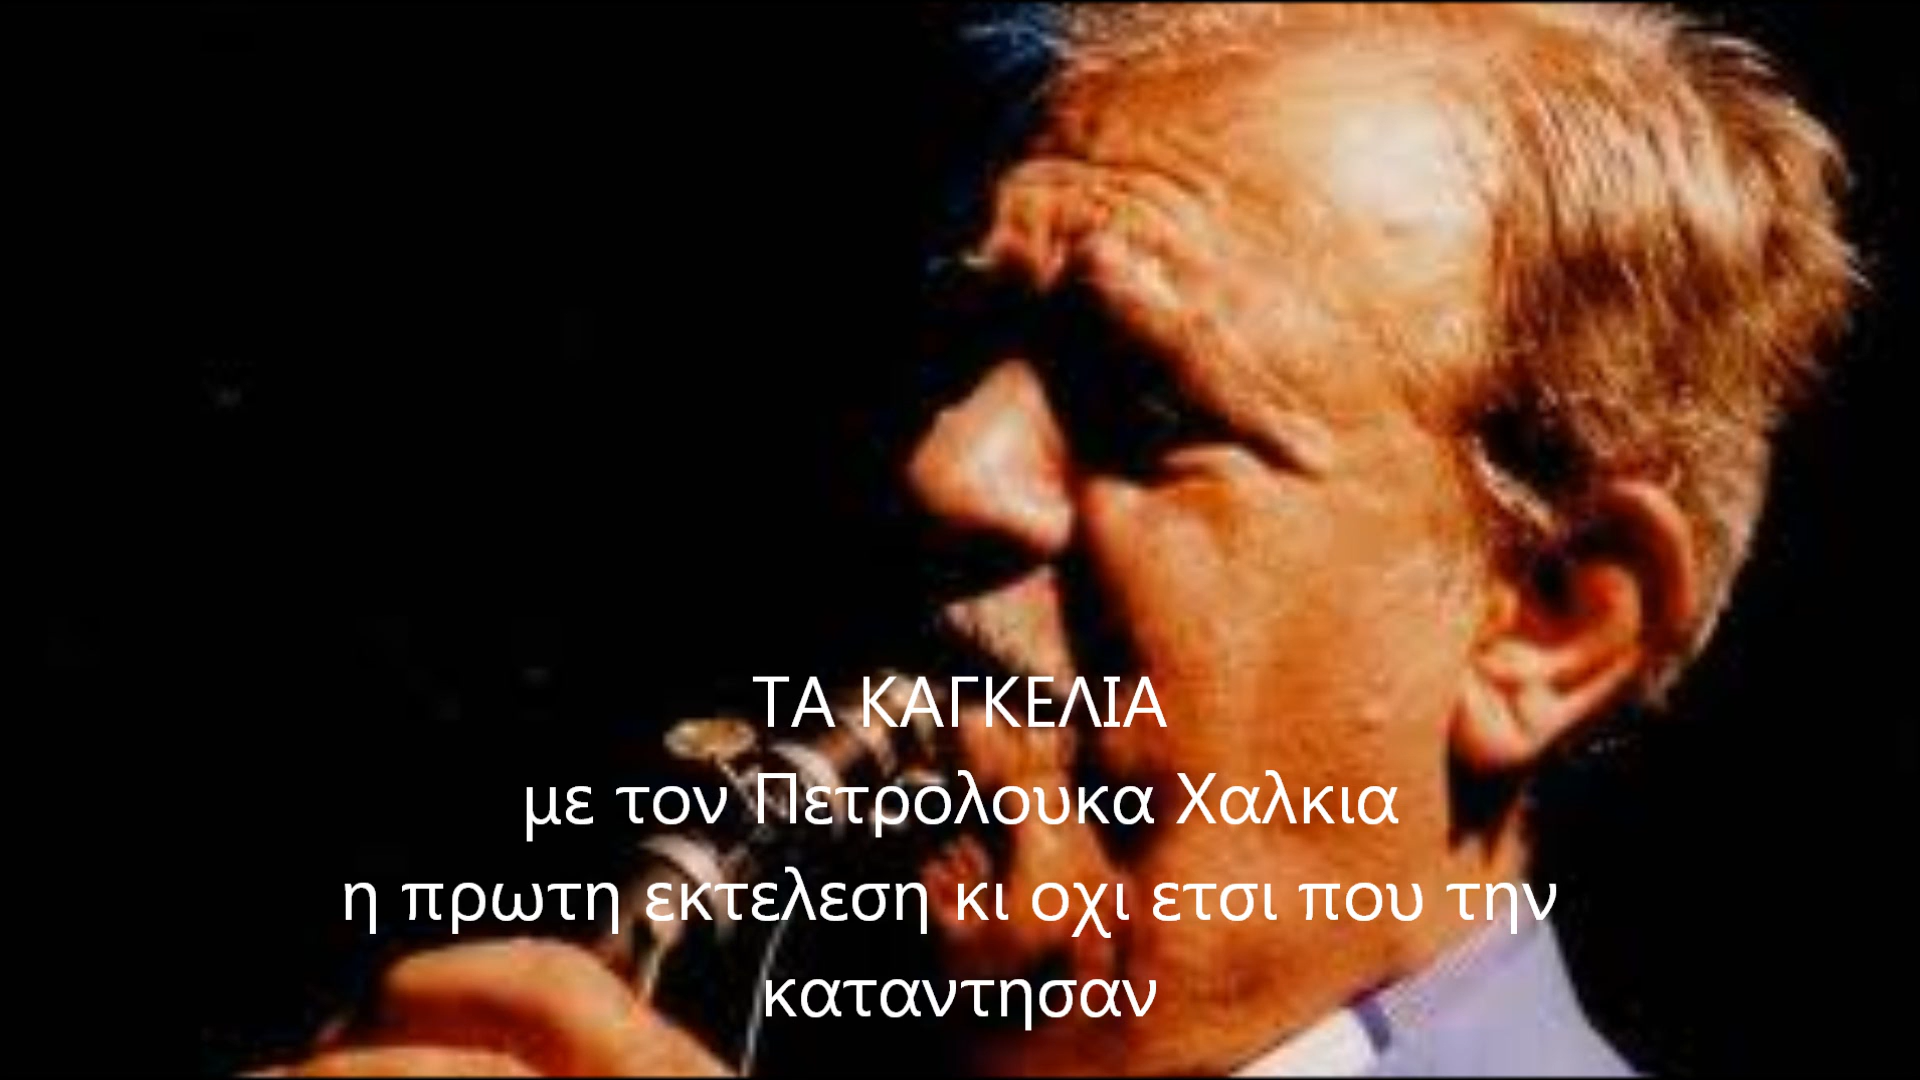 ΤΑ ΚΑΓΚΕΛΙΑ
με τον Πετρολουκα Χαλκια
η πρωτη εκτελεση κι οχι ετσι που την
καταντησαν